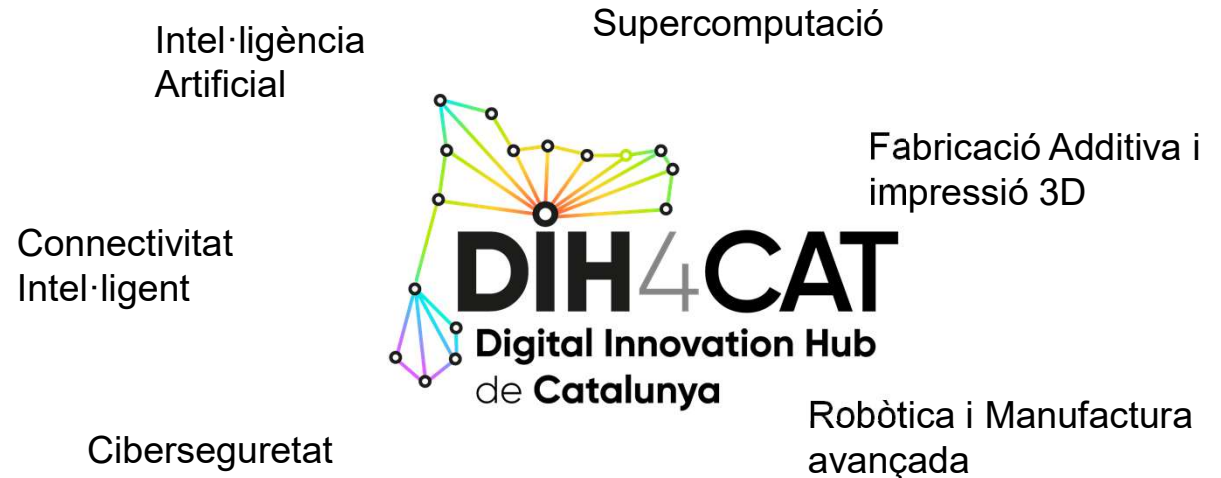 Supercomputació
Intel·ligència
Artificial
Fabricació Additiva i
impressió 3D
Connectivitat
Intel·ligent
DIH4CAT
Digital Innovation Hub
de Catalunya
Robòtica i Manufactura
avançada
Ciberseguretat